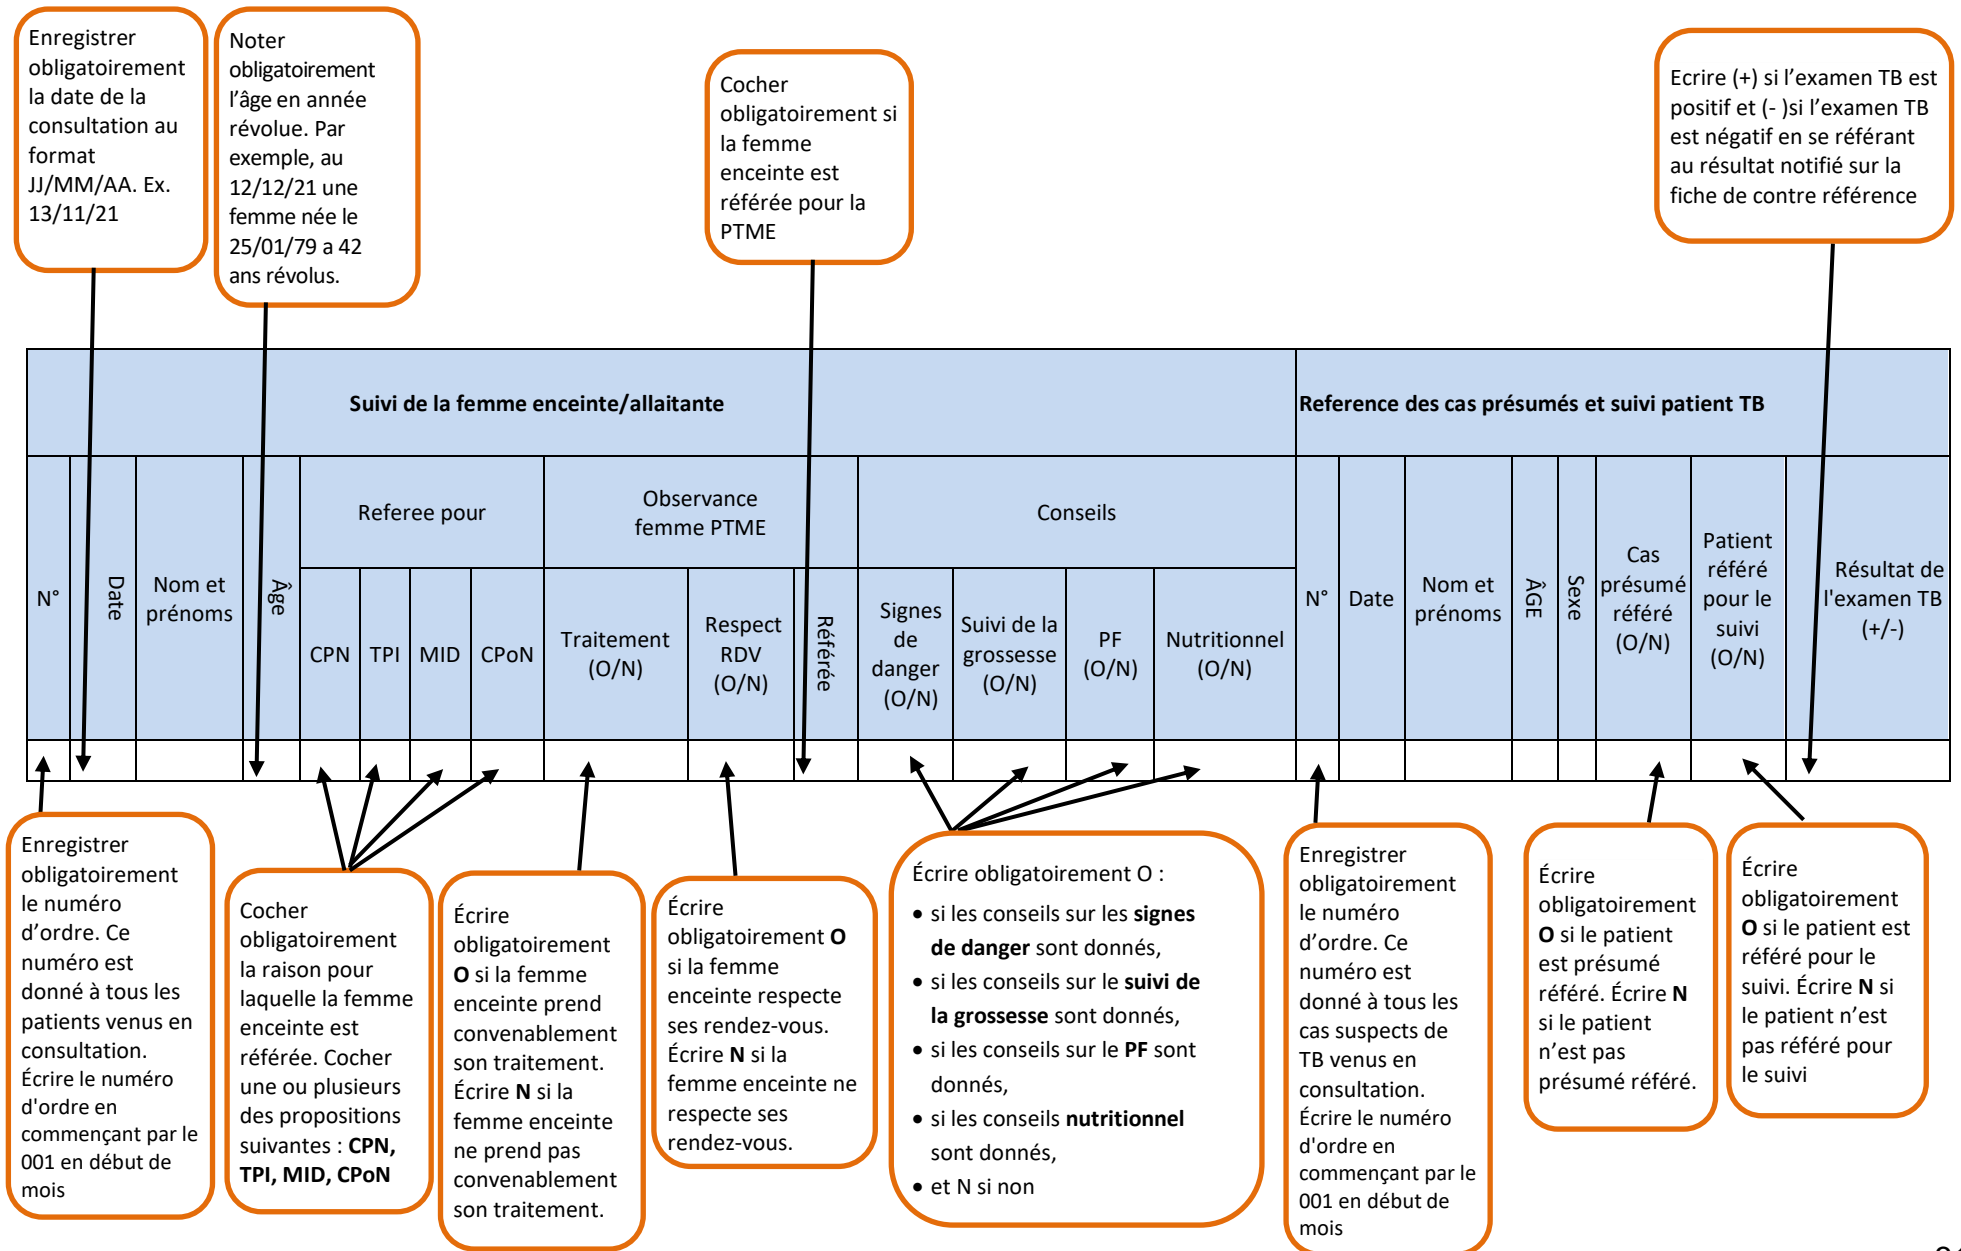 Enregistrer
obligatoirement
la date de la
consultation au
format
JJ/MM/AA. Ex.
13/11/21
Noter
obligatoirement
l’âge en année
révolue. Par
exemple, au
12/12/21 une
femme née le
25/01/79 a 42
ans révolus.
Cocher
obligatoirement si
la femme
enceinte est
référée pour la
PTME
Ecrire (+) si l’examen TB est
positif et (- )si l’examen TB
est négatif en se référant
au résultat notifié sur la
fiche de contre référence
Suivi de la femme enceinte/allaitante
Reference des cas présumés et suivi patient TB
N°
Date
Nom et
prénoms
Âge
Referee pour
CPN
TPI
MID
CPoN
Observance
femme PTME
Traitement
(O/N)
Respect
RDV
(O/N)
Référée
Conseils
Signes
de
danger
(O/N)
Suivi de la
grossesse
(O/N)
PF
(O/N)
Nutritionnel
(O/N)
N°
Date
Nom et
prénoms
ÂGE
Sexe
Cas
présumé
référé
(O/N)
Patient
référé
pour le
suivi
(O/N)
Résultat de
l'examen TB
(+/-)
Enregistrer
obligatoirement
le numéro
d’ordre. Ce
numéro est
donné à tous les
patients venus en
consultation.
Écrire le numéro
d'ordre en
commençant par le
001 en début de
mois
Cocher
obligatoirement
la raison pour
laquelle la femme
enceinte est
référée. Cocher
une ou plusieurs
des propositions
suivantes : CPN,
TPI, MID, CPoN
Écrire
obligatoirement
O si la femme
enceinte prend
convenablement
son traitement.
Écrire N si la
femme enceinte
ne prend pas
convenablement
son traitement.
Écrire
obligatoirement O
si la femme
enceinte respecte
ses rendez-vous.
Écrire N si la
femme enceinte ne
respecte ses
rendez-vous.
Écrire obligatoirement O :
• si les conseils sur les signes
de danger sont donnés,
• si les conseils sur le suivi de
la grossesse sont donnés,
• si les conseils sur le PF sont
donnés,
• si les conseils nutritionnel
sont donnés,
• et N si non
Enregistrer
obligatoirement
le numéro
d’ordre. Ce
numéro est
donné à tous les
cas suspects de
TB venus en
consultation.
Écrire le numéro
d'ordre en
commençant par le
001 en début de
mois
Écrire
obligatoirement
O si le patient
est présumé
référé. Écrire N
si le patient
n’est pas
présumé référé.
Écrire
obligatoirement
O si le patient est
référé pour le
suivi. Écrire N si
le patient n’est
pas référé pour
le suivi